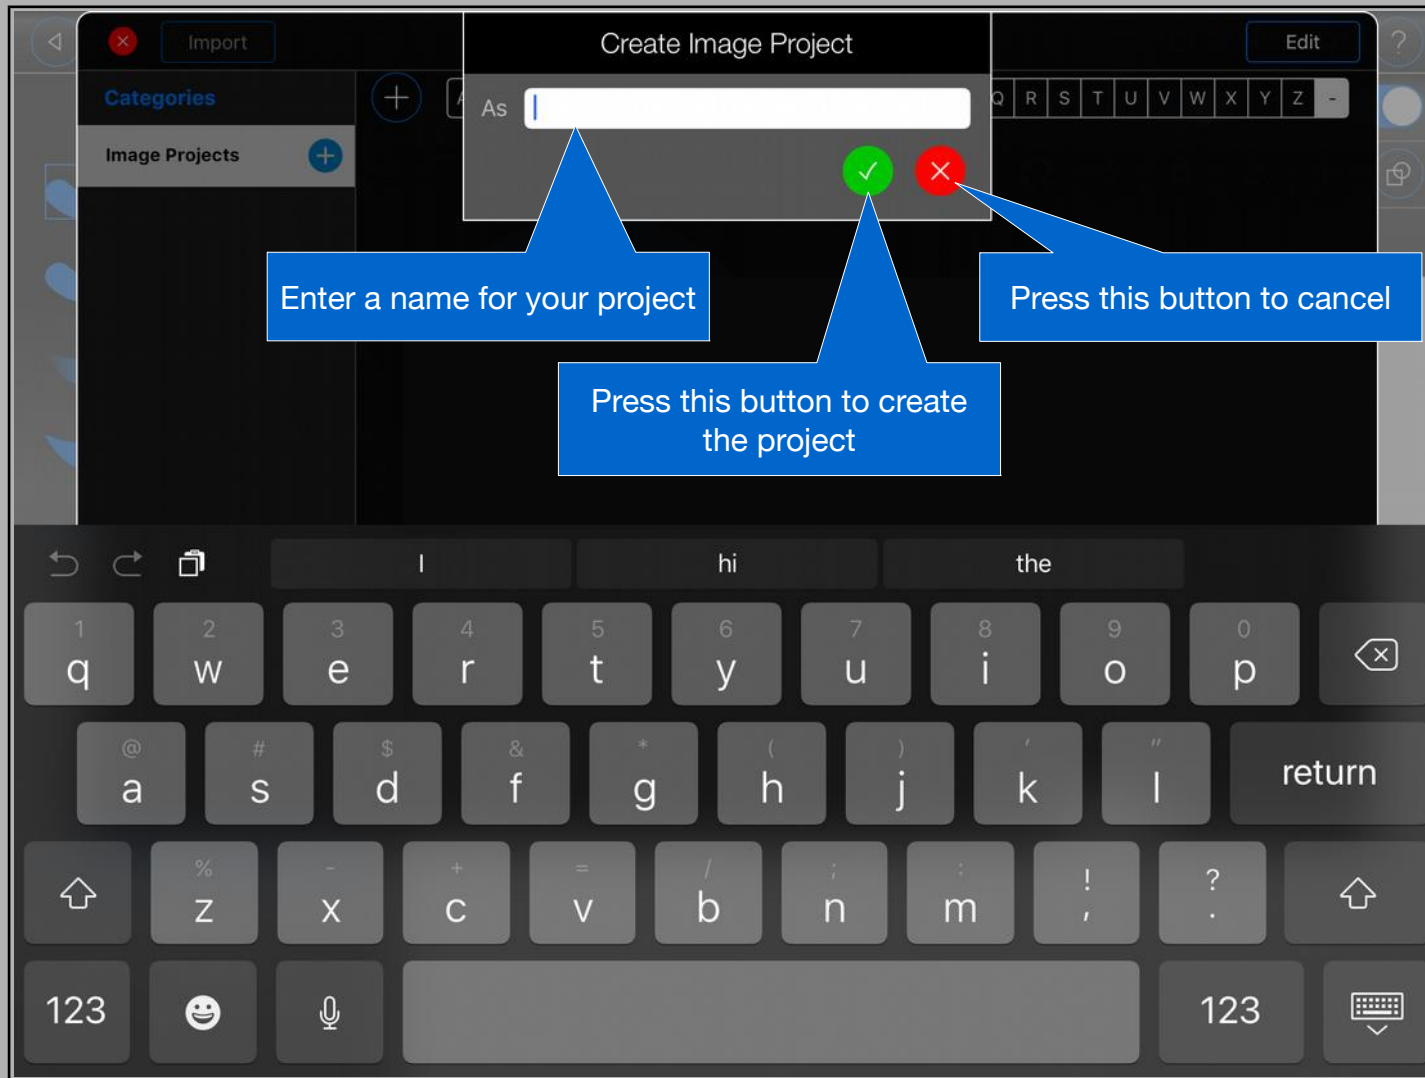 Import
Create Image Project
Edit
?
Categories
As
Q R S T U V W X Y Z -
Image Projects
Enter a name for your project
Press this button to cancel
Press this button to create
the project
I hi the
1 2 3 4 5 6 7 8 9 0
q w e r t y u i o p
@ # $ & * ( ) ' "
a s d f g h j k l return
% - + = / ; : ! ?
z x c v b n m , .
123 123